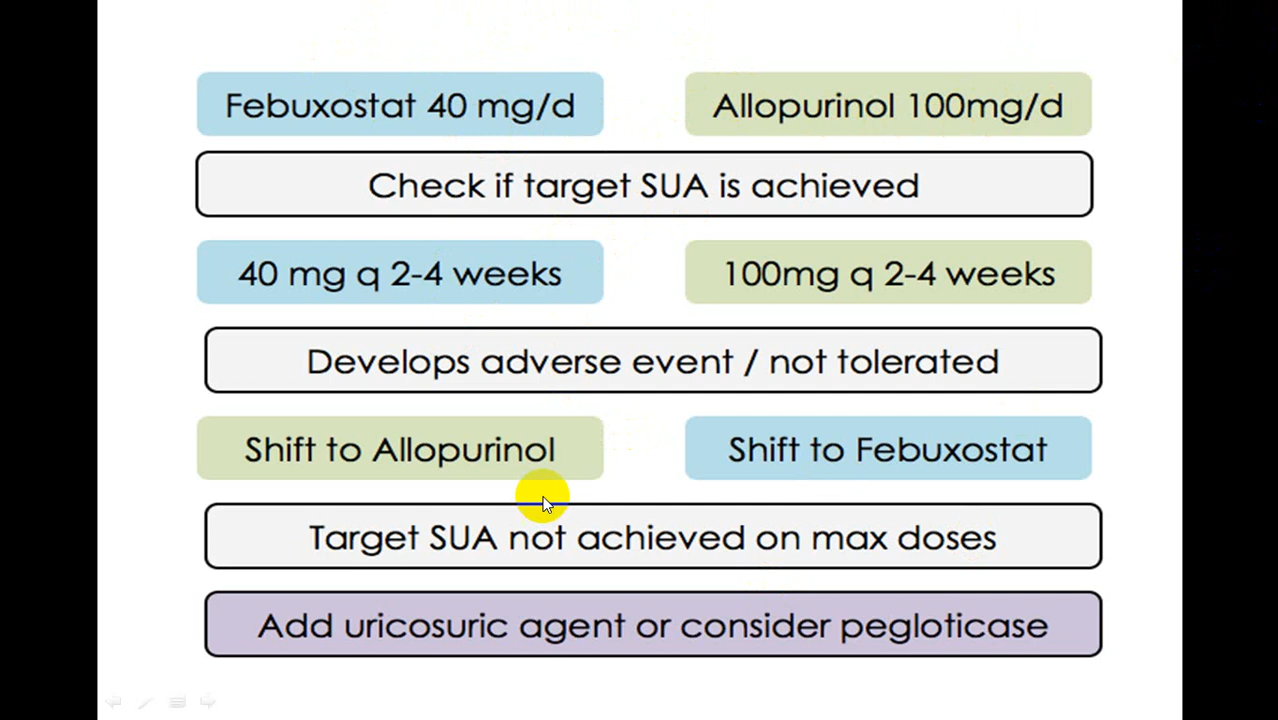 Febuxostat 40 mg/d
Allopurinol 100mg/d
Check if target SUA is achieved
40 mg q 2-4 weeks
100mg q 2-4 weeks
Develops adverse event / not tolerated
Shift to Allopurinol
Shift to Febuxostat
Target SUA not achieved on max doses
Add uricosuric agent or consider pegloticase